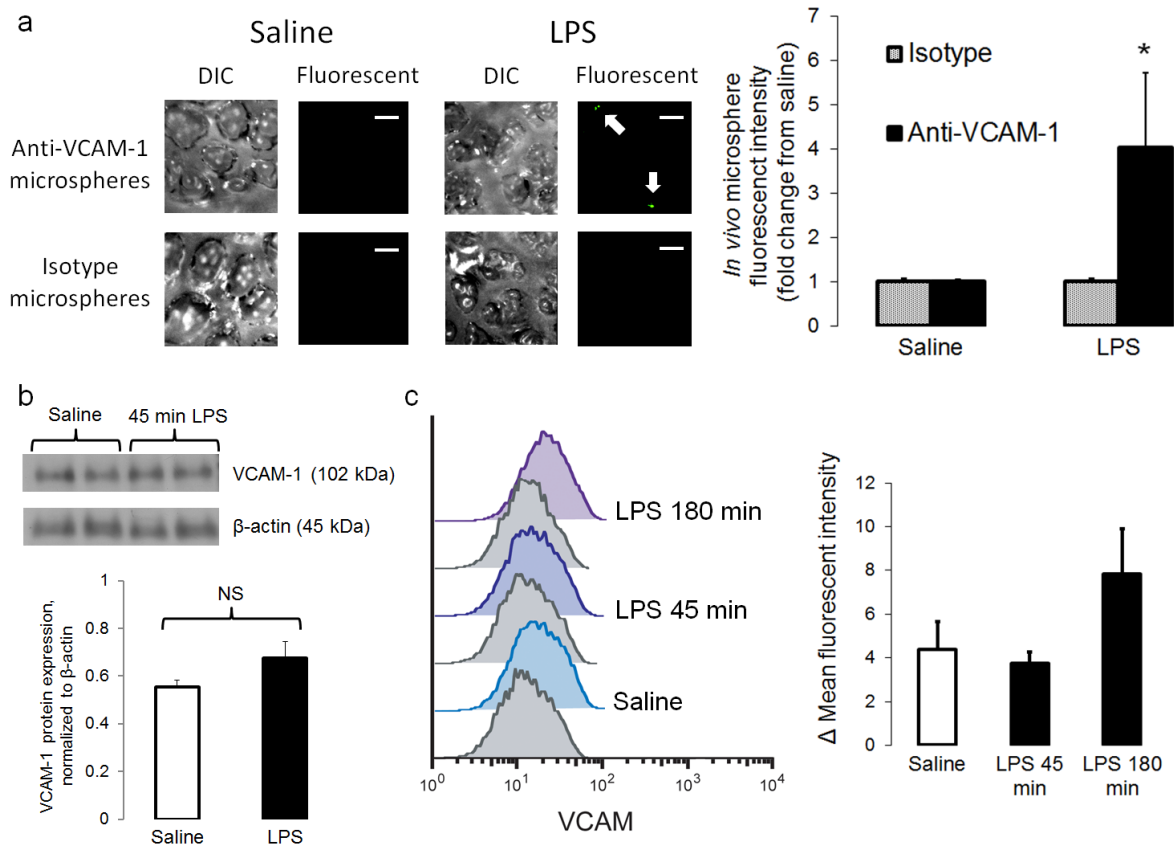 a
Saline
LPS
DIC
Fluorescent
DIC
Fluorescent
Anti-VCAM-1
microspheres
Isotype
microspheres
In vivo microsphere
fluorescenct intensity
(fold change from saline)
7
6
5
4
3
2
1
0
Isotype
Anti-VCAM-1
*
Saline
LPS
b
Saline
45 min LPS
VCAM-1 (102 kDa)
β-actin (45 kDa)
VCAM-1 protein expression,
normalized to β-actin
1
0.8
0.6
0.4
0.2
0
NS
Saline
LPS
c
LPS 180 min
LPS 45 min
Saline
10⁰
10¹
10²
10³
10⁴
VCAM
Δ Mean fluorescent intensity
12
10
8
6
4
2
0
Saline
LPS 45
min
LPS 180
min